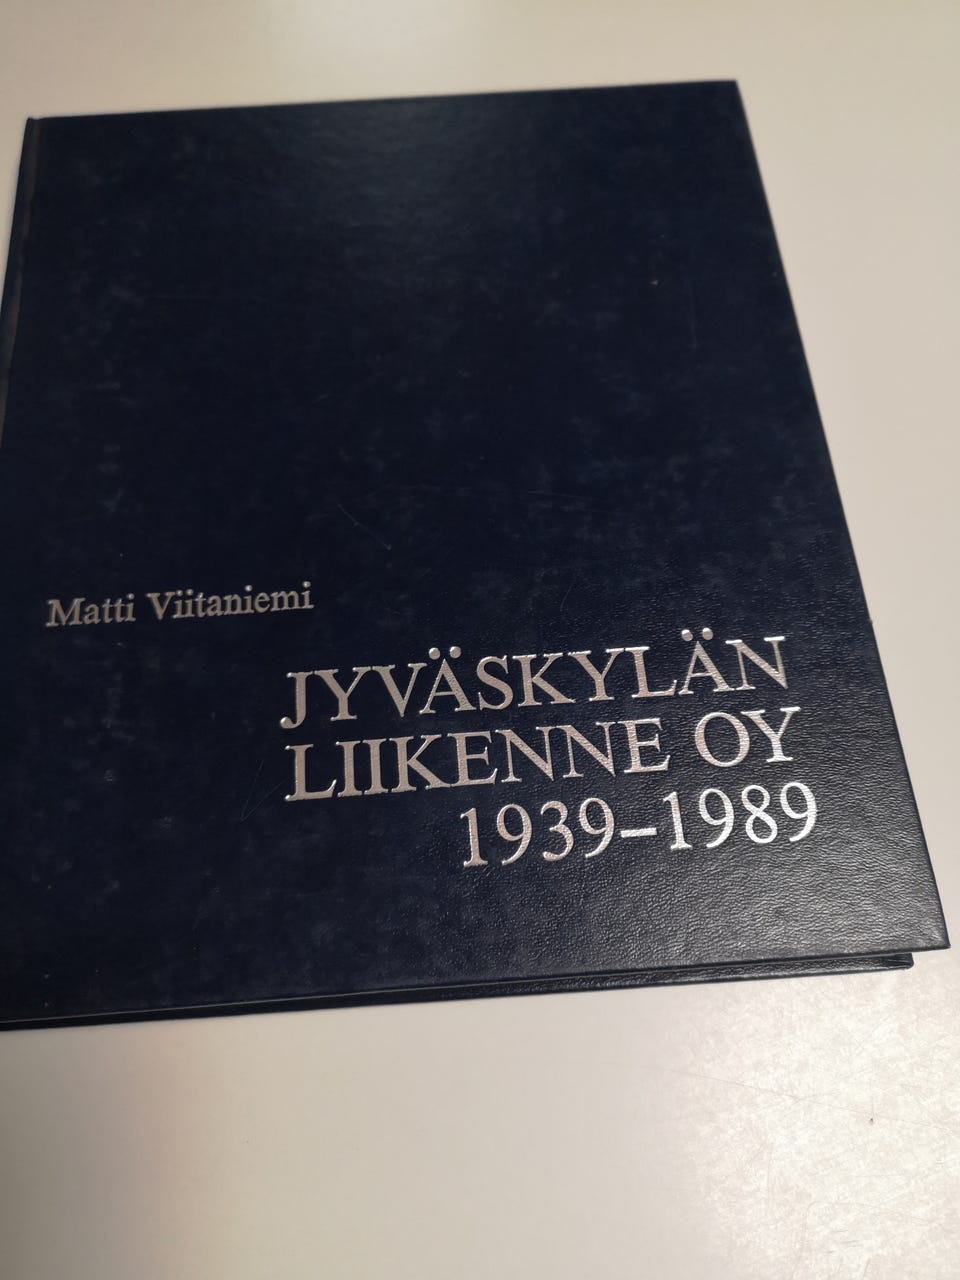 Matti Viitaniemi
JYVÄSKYLÄN
LIIKENNE OY
1939–1989